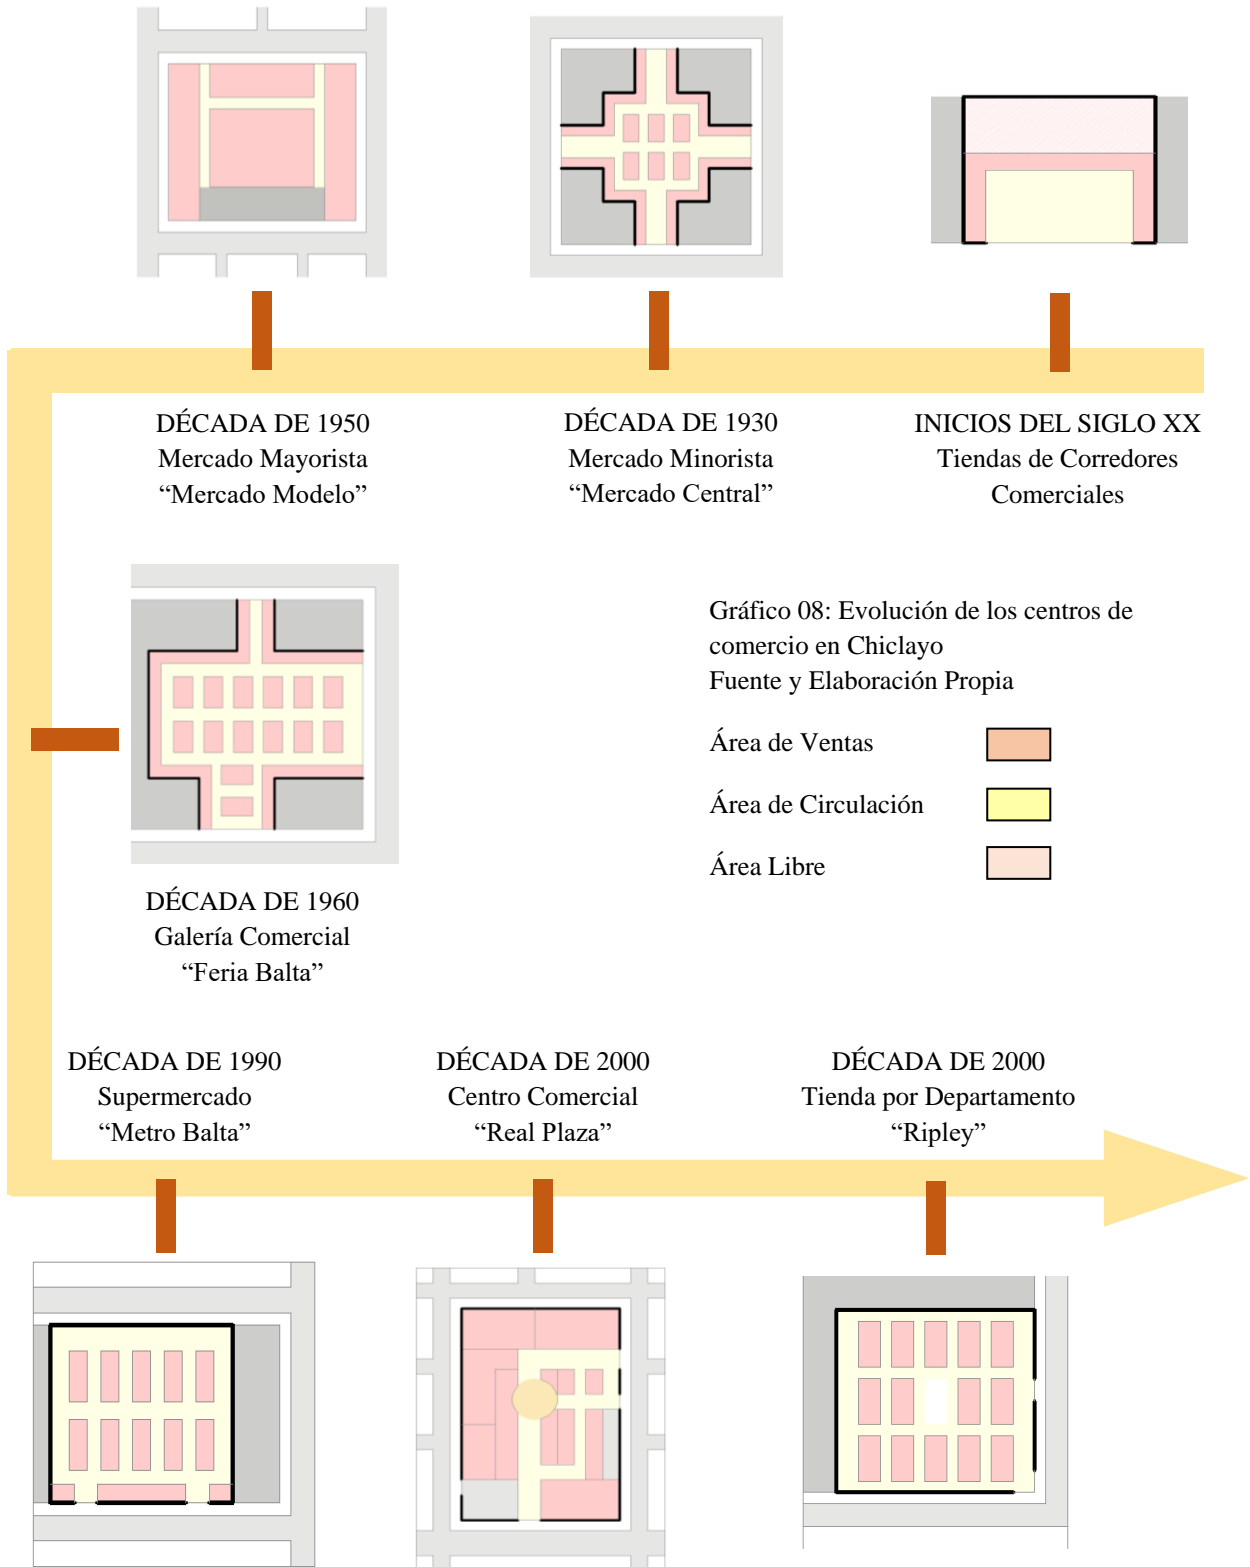 DÉCADA DE 1950
Mercado Mayorista
“Mercado Modelo”
DÉCADA DE 1930
Mercado Minorista
“Mercado Central”
INICIOS DEL SIGLO XX
Tiendas de Corredores
Comerciales
Gráfico 08: Evolución de los centros de
comercio en Chiclayo
Fuente y Elaboración Propia
Área de Ventas
Área de Circulación
Área Libre
DÉCADA DE 1960
Galería Comercial
“Feria Balta”
DÉCADA DE 1990
Supermercado
“Metro Balta”
DÉCADA DE 2000
Centro Comercial
“Real Plaza”
DÉCADA DE 2000
Tienda por Departamento
“Ripley”